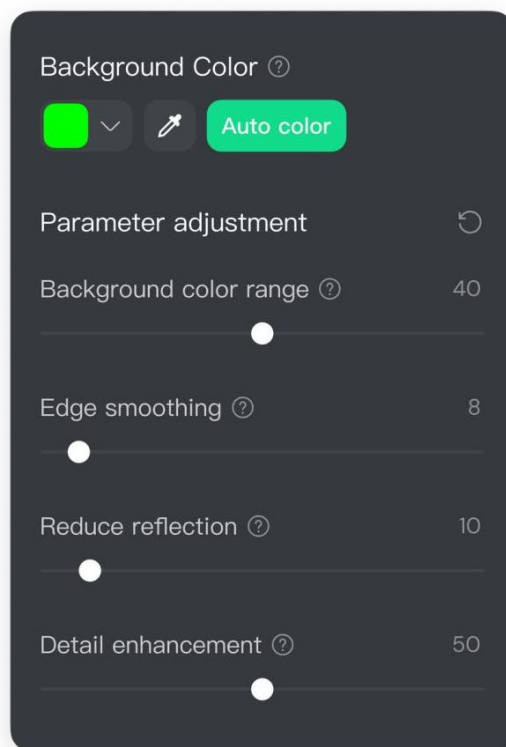 Background Color ?
Auto color
Parameter adjustment
Background color range ? 40
Edge smoothing ? 8
Reduce reflection ? 10
Detail enhancement ? 50